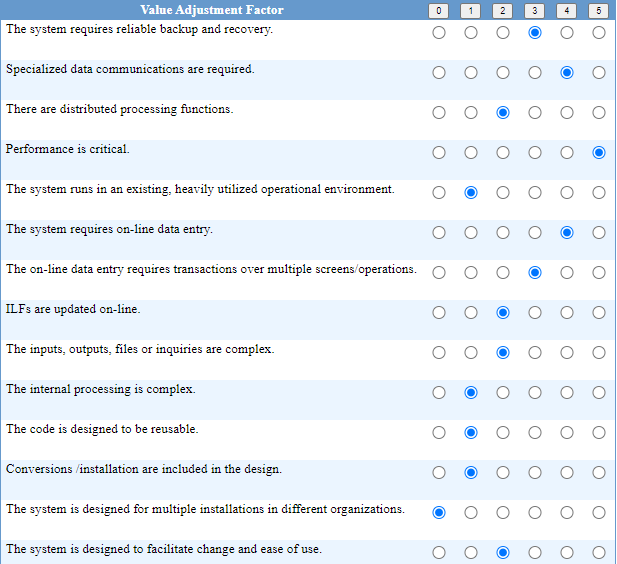 Value Adjustment Factor 0 1 2 3 4 5
The system requires reliable backup and recovery.
Specialized data communications are required.
There are distributed processing functions.
Performance is critical.
The system runs in an existing, heavily utilized operational environment.
The system requires on-line data entry.
The on-line data entry requires transactions over multiple screens/operations.
ILFs are updated on-line.
The inputs, outputs, files or inquiries are complex.
The internal processing is complex.
The code is designed to be reusable.
Conversions /installation are included in the design.
The system is designed for multiple installations in different organizations.
The system is designed to facilitate change and ease of use.